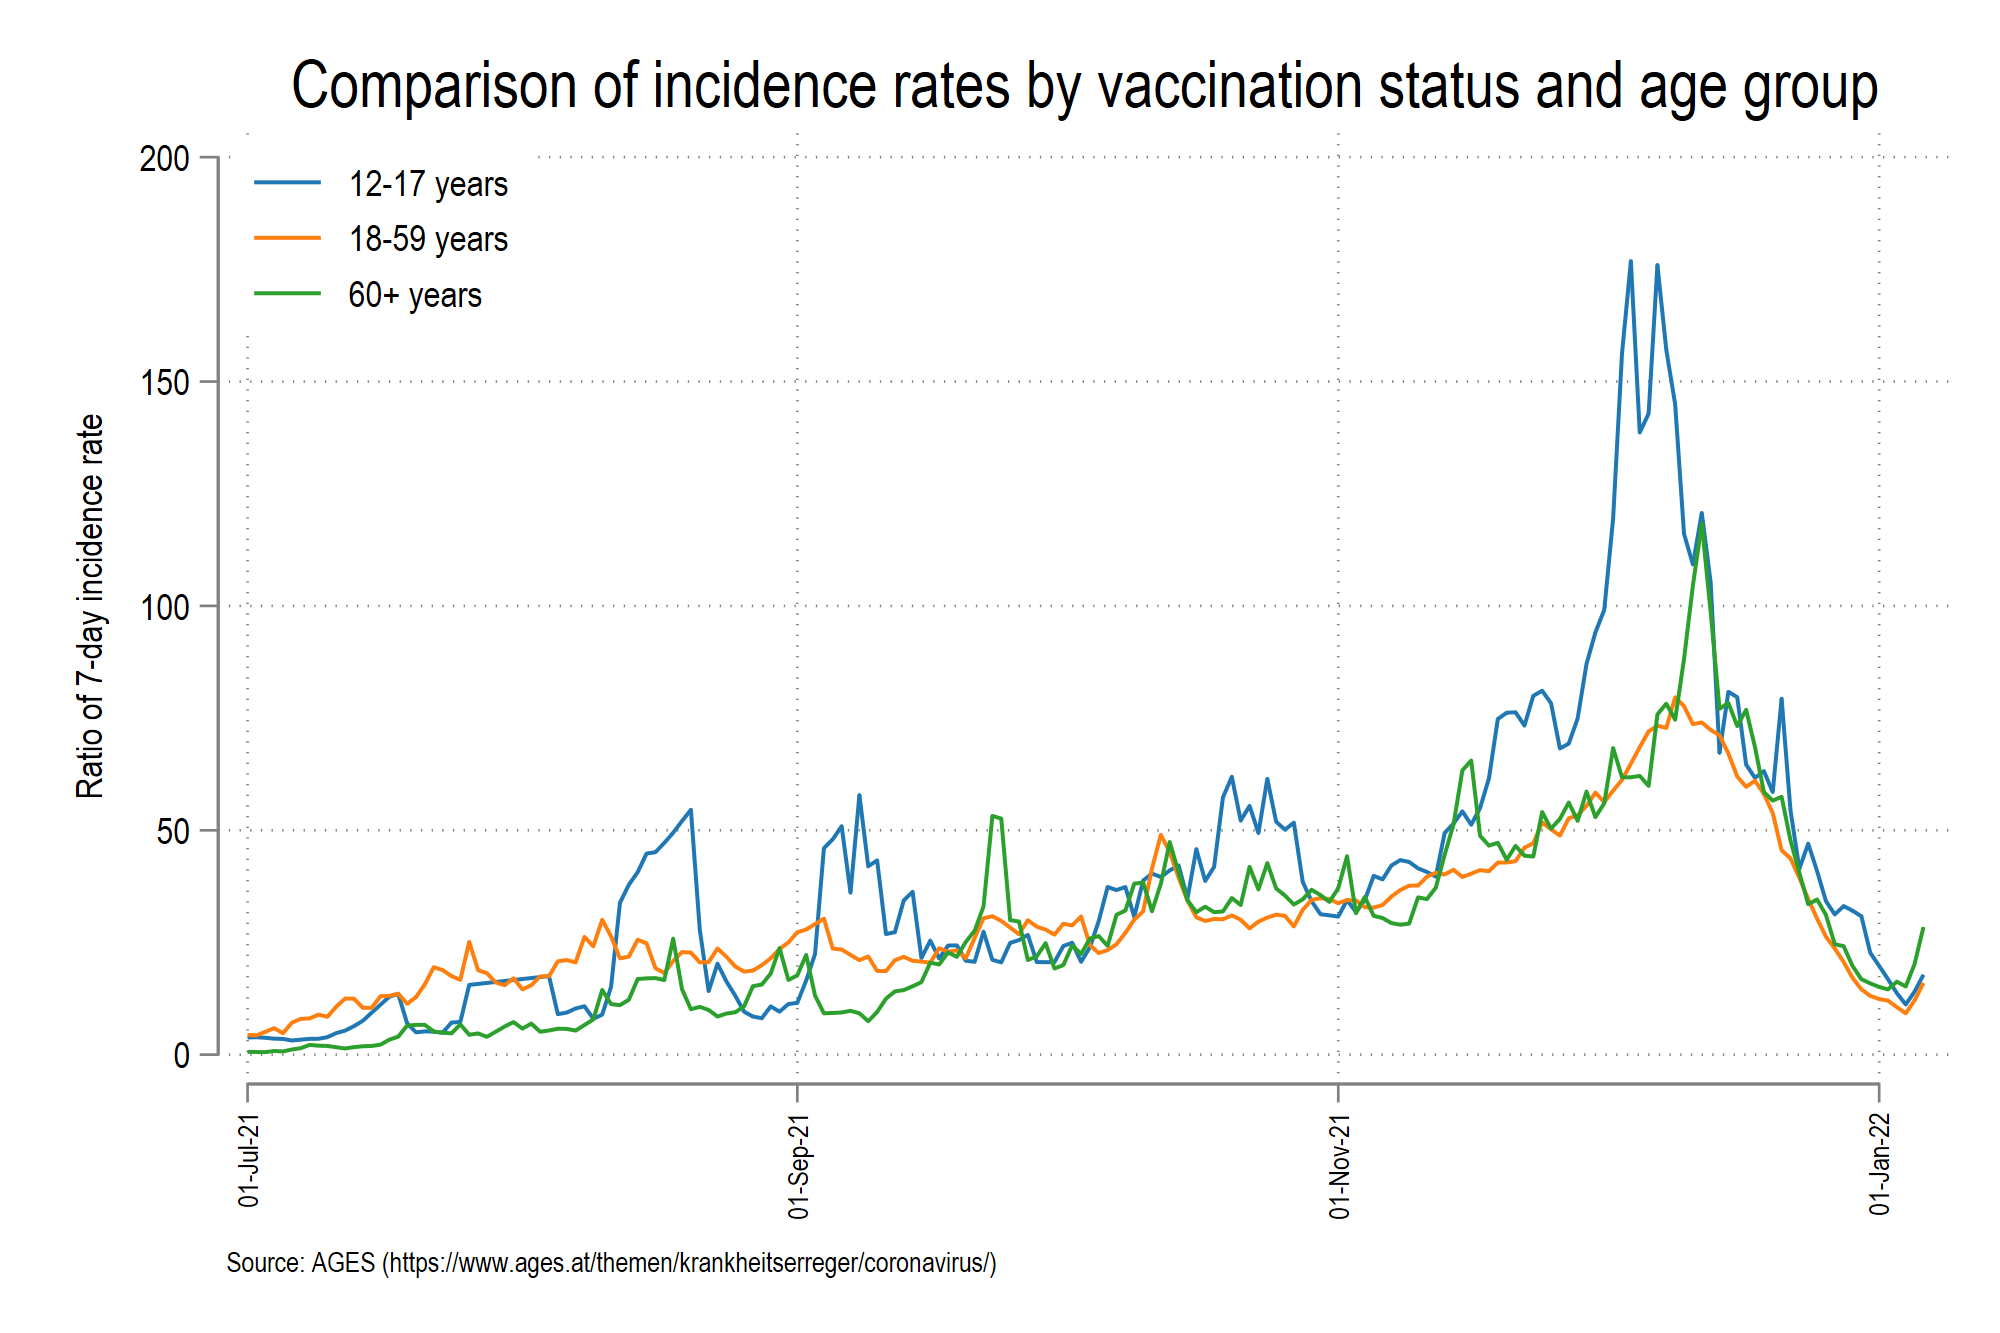 Comparison of incidence rates by vaccination status and age group
200
150
100
50
0
Ratio of 7-day incidence rate
12-17 years
18-59 years
60+ years
01-Jul-21
01-Sep-21
01-Nov-21
01-Jan-22
Source: AGES (https://www.ages.at/themen/krankheitserreger/coronavirus/)